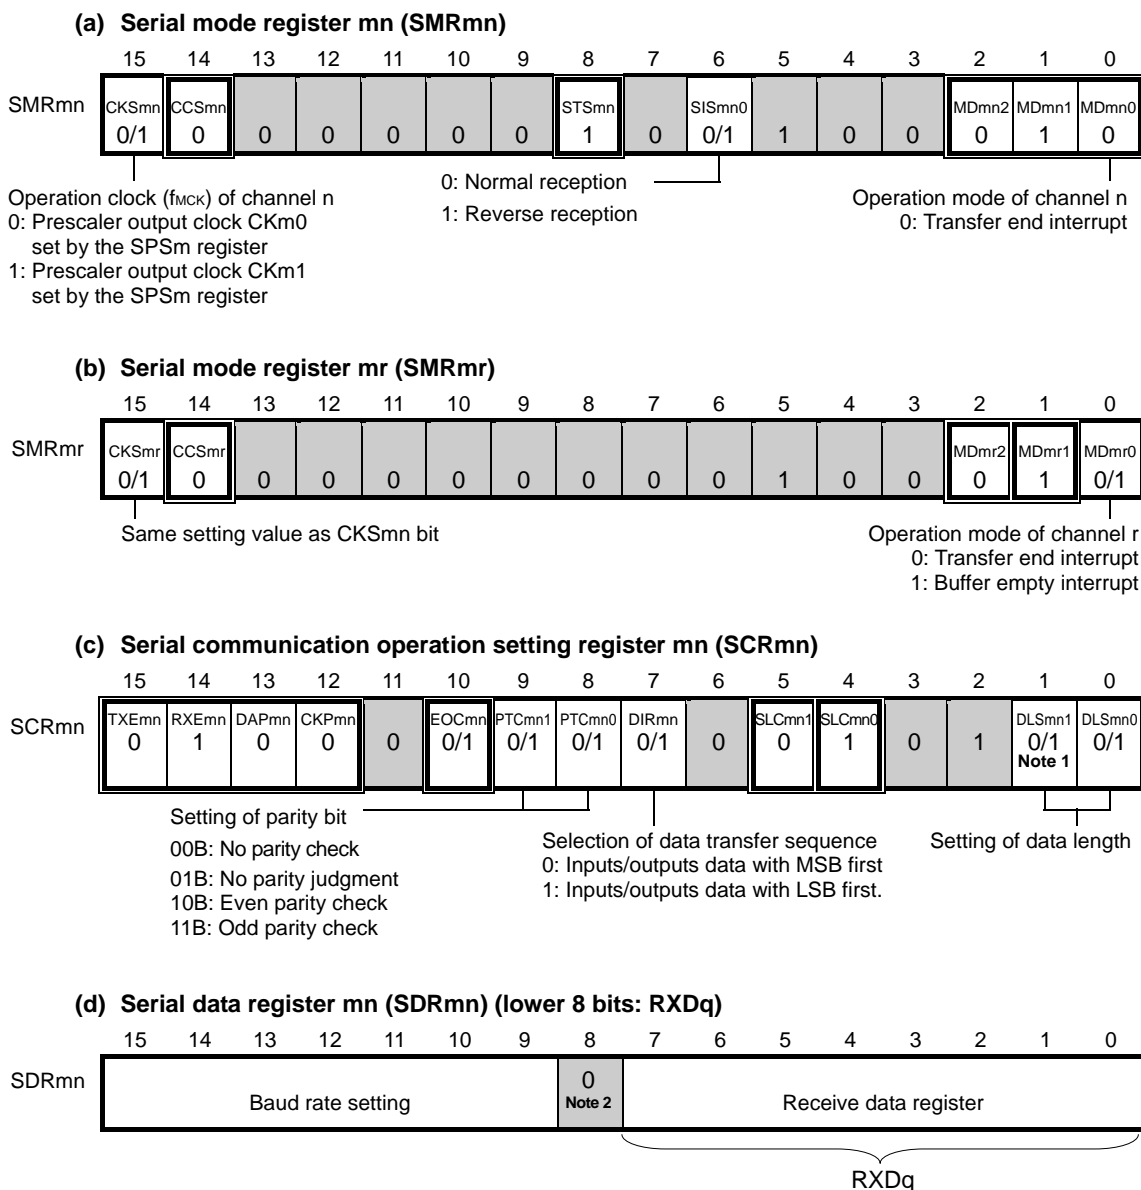 (a) Serial mode register mn (SMRmn)
15 14 13 12 11 10 9 8 7 6 5 4 3 2 1 0
SMRmn
CKSmn CCSmn STSmn SISmn0 MDmn2 MDmn1 MDmn0
0/1 0 0 0 0 0 0 1 0 0/1 1 0 0 0 1 0
Operation clock (fMCK) of channel n
0: Prescaler output clock CKm0
set by the SPSm register
1: Prescaler output clock CKm1
set by the SPSm register
0: Normal reception
1: Reverse reception
Operation mode of channel n
0: Transfer end interrupt
(b) Serial mode register mr (SMRmr)
15 14 13 12 11 10 9 8 7 6 5 4 3 2 1 0
SMRmr
CKSmr CCSmr MDmr2 MDmr1 MDmr0
0/1 0 0 0 0 0 0 0 0 0 1 0 0 0 1 0/1
Same setting value as CKSmn bit
Operation mode of channel r
0: Transfer end interrupt
1: Buffer empty interrupt
(c) Serial communication operation setting register mn (SCRmn)
15 14 13 12 11 10 9 8 7 6 5 4 3 2 1 0
SCRmn
TXEmn RXEmn DAPmn CKPmn EOCmn PTCmn1 PTCmn0 DIRmn SLCmn1 SLCmn0 DLSmn1 DLSmn0
0 1 0 0 0 0/1 0/1 0/1 0/1 0 0 1 0 1 0/1 0/1
Note 1
Setting of parity bit
00B: No parity check
01B: No parity judgment
10B: Even parity check
11B: Odd parity check
Selection of data transfer sequence
0: Inputs/outputs data with MSB first
1: Inputs/outputs data with LSB first.
Setting of data length
(d) Serial data register mn (SDRmn) (lower 8 bits: RXDq)
15 14 13 12 11 10 9 8 7 6 5 4 3 2 1 0
SDRmn
Baud rate setting
0
Note 2
Receive data register
RXDq